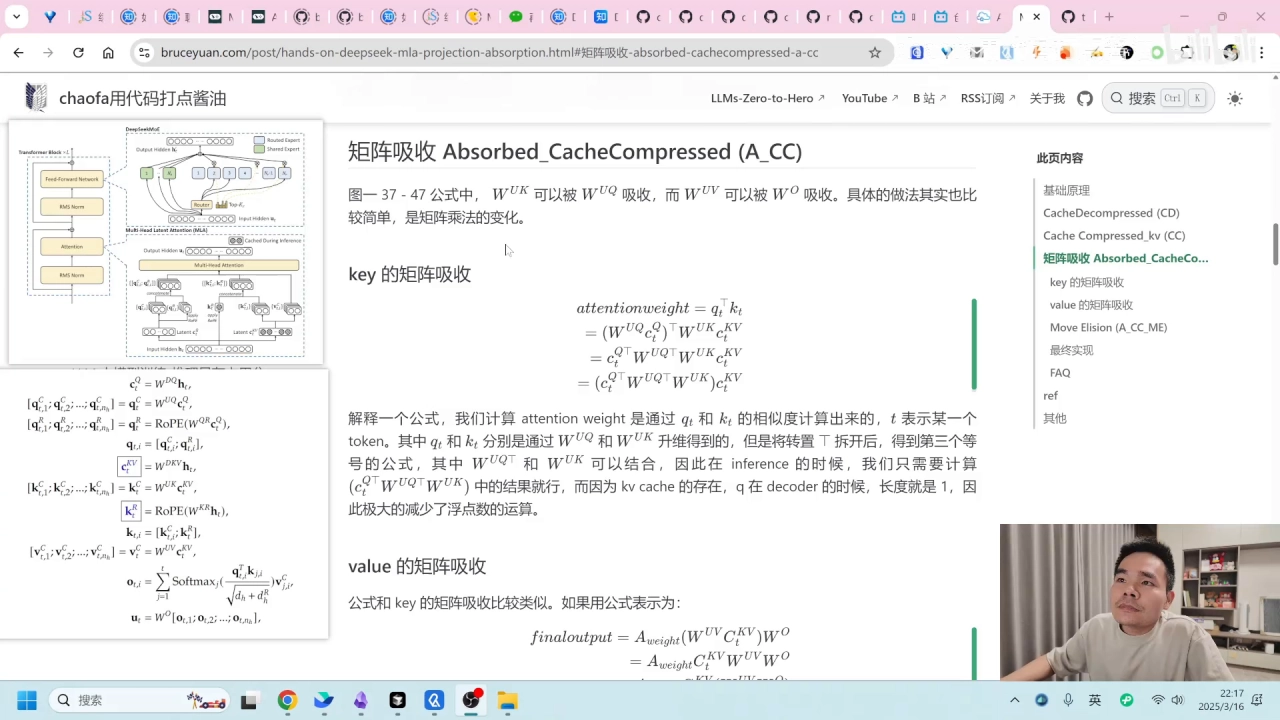 bruceyuan.com/post/hands-on-deepseek-mla-projection-absorption.html#矩阵吸收-absorbed-cachecompressed-a-cc
chaofa用代码打点酱油
LLMs-Zero-to-Hero
YouTube
B 站
RSS订阅
关于我
搜索 Ctrl K
DeepSeekMoE
Transformer Block ×L
Output Hidden
Routed Expert
Shared Expert
Feed-Forward Network
RMS Norm
Router
Input Hidden
Multi-Head Latent Attention (MLA)
Cached During Inference
Attention
Output Hidden
Multi-Head Attention
RMS Norm
Input Hidden
c_t^Q = W^{DQ}h_t,
[q_{t,1}^C; q_{t,2}^C; ...; q_{t,n_h}^C] = q_t^C = W^{UQ}c_t^Q,
[q_{t,1}^R; q_{t,2}^R; ...; q_{t,n_h}^R] = q_t^R = RoPE(W^{QR}c_t^Q),
q_{t,i} = [q_{t,i}^C; q_{t,i}^R],
c_t^{KV} = W^{DKV}h_t,
[k_{t,1}^C; k_{t,2}^C; ...; k_{t,n_h}^C] = k_t^C = W^{UK}c_t^{KV},
k_t^R = RoPE(W^{KR}h_t),
k_{t,i} = [k_{t,i}^C; k_t^R],
[v_{t,1}^C; v_{t,2}^C; ...; v_{t,n_h}^C] = v_t^C = W^{UV}c_t^{KV},
o_{t,i} = ∑_{j=1}^t Softmax_j(q_{t,i}^T k_{j,i} / √(d_h + d_h^R)) v_{j,i}^C,
u_t = W^O[o_{t,1}; o_{t,2}; ...; o_{t,n_h}],
矩阵吸收 Absorbed_CacheCompressed (A_CC)
图一 37 - 47 公式中， W^{UK} 可以被 W^{UQ} 吸收，而 W^{UV} 可以被 W^O 吸收。具体的做法其实也比
较简单，是矩阵乘法的变化。
key 的矩阵吸收
attentionweight = q_t^⊤ k_t
= (W^{UQ}c_t^Q)^⊤ W^{UK}c_t^{KV}
= c_t^{Q⊤} W^{UQ⊤} W^{UK} c_t^{KV}
= (c_t^{Q⊤} W^{UQ⊤} W^{UK}) c_t^{KV}
解释一个公式，我们计算 attention weight 是通过 q_t 和 k_t 的相似度计算出来的，t 表示某一个
token。其中 q_t 和 k_t 分别是通过 W^{UQ} 和 W^{UK} 升维得到的，但是将转置 ⊤ 拆开后，得到第三个等
号的公式，其中 W^{UQ⊤} 和 W^{UK} 可以结合，因此在 inference 的时候，我们只需要计算
(c_t^{Q⊤} W^{UQ⊤} W^{UK}) 中的结果就行，而因为 kv cache 的存在，q 在 decoder 的时候，长度就是 1，因
此极大的减少了浮点数的运算。
value 的矩阵吸收
公式和 key 的矩阵吸收比较类似。如果用公式表示为：
finaloutput = A_{weight}(W^{UV}C_t^{KV})W^O
= A_{weight}C_t^{KV}W^{UV}W^O
此页内容
基础原理
CacheDecompressed (CD)
Cache Compressed_kv (CC)
矩阵吸收 Absorbed_CacheCo...
key 的矩阵吸收
value 的矩阵吸收
Move Elision (A_CC_ME)
最终实现
FAQ
ref
其他
搜索
22:17
2025/3/16